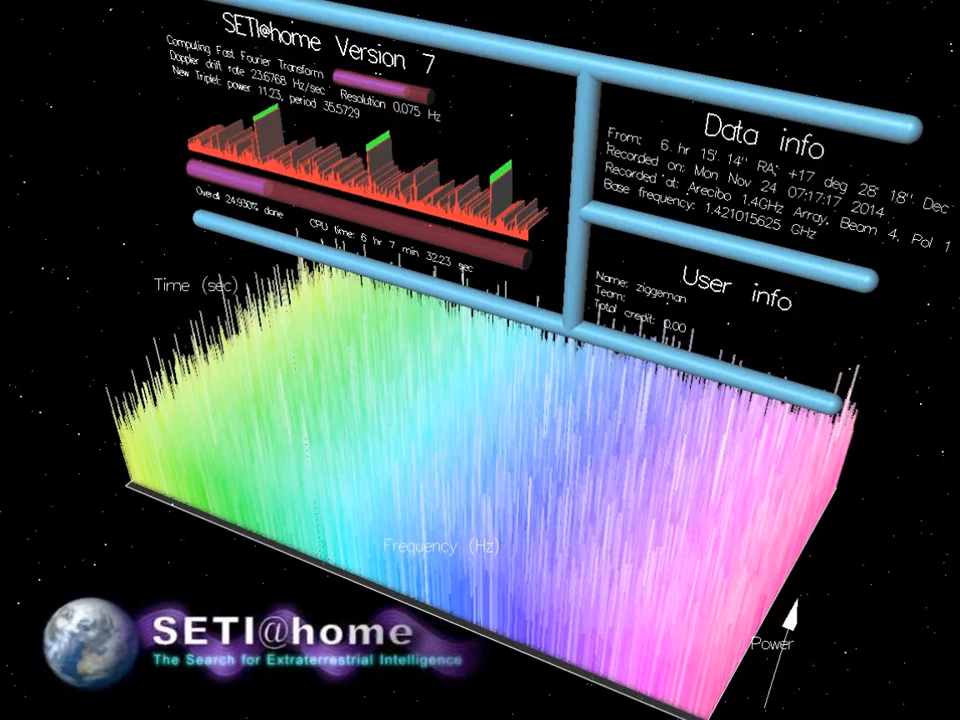 SETI@home Version 7
Computing Fast Fourier Transform
Doppler drift rate 23.6768 Hz/sec Resolution 0.075 Hz
New Triplet: power 11.23, period 35.5729
Overall 24.930% done
CPU time: 6 hr 7 min 32.23 sec
Data info
From: 6 hr 15' 14'' RA: +17 deg 28' 18'' Dec
Recorded on: Mon Nov 24 07:17:17 2014
Recorded at: Arecibo 1.4GHz Array, Beam 4, Pol 1
Base frequency: 1.421015625 GHz
User info
Name: ziggeman
Team:
Total credit: 0.00
Time (sec)
Frequency (Hz)
Power
SETI@home
The Search for Extraterrestrial Intelligence